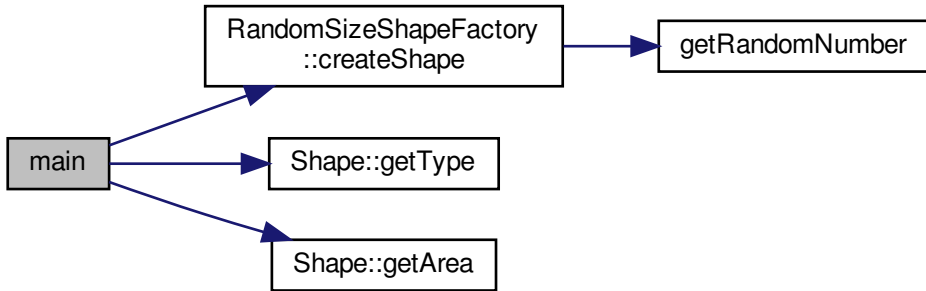 RandomSizeShapeFactory
::createShape
getRandomNumber
main
Shape::getType
Shape::getArea